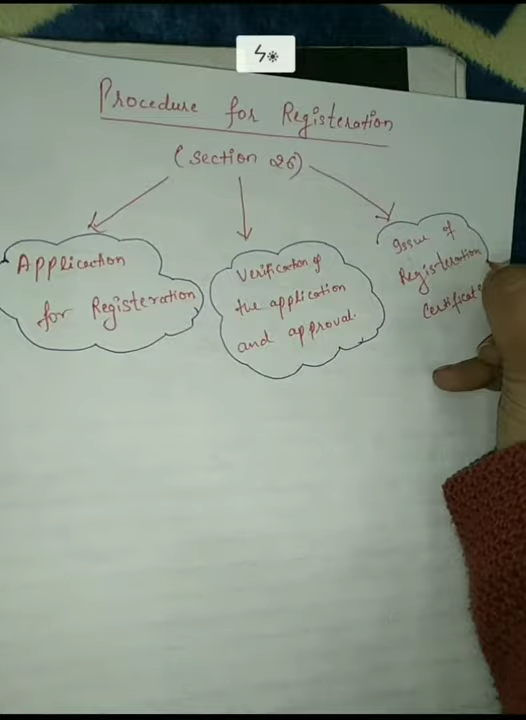 Procedure for Registeration
(section 26)
Application
for Registeration
Verification of
the application
and approval.
Issue of
Registeration
Certificate